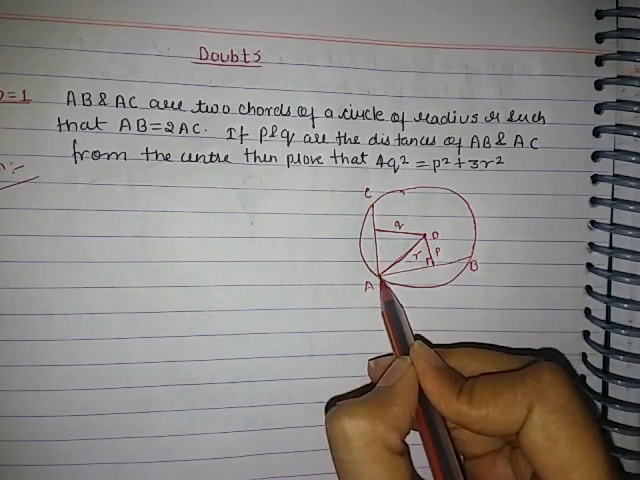 Doubts
Q=1 AB & AC are two chords of a circle of radius r such
that AB=2AC. If p & q are the distances of AB & AC
from the centre then prove that 4q² = p² + 3r²
C
q
O
r
P
B
A